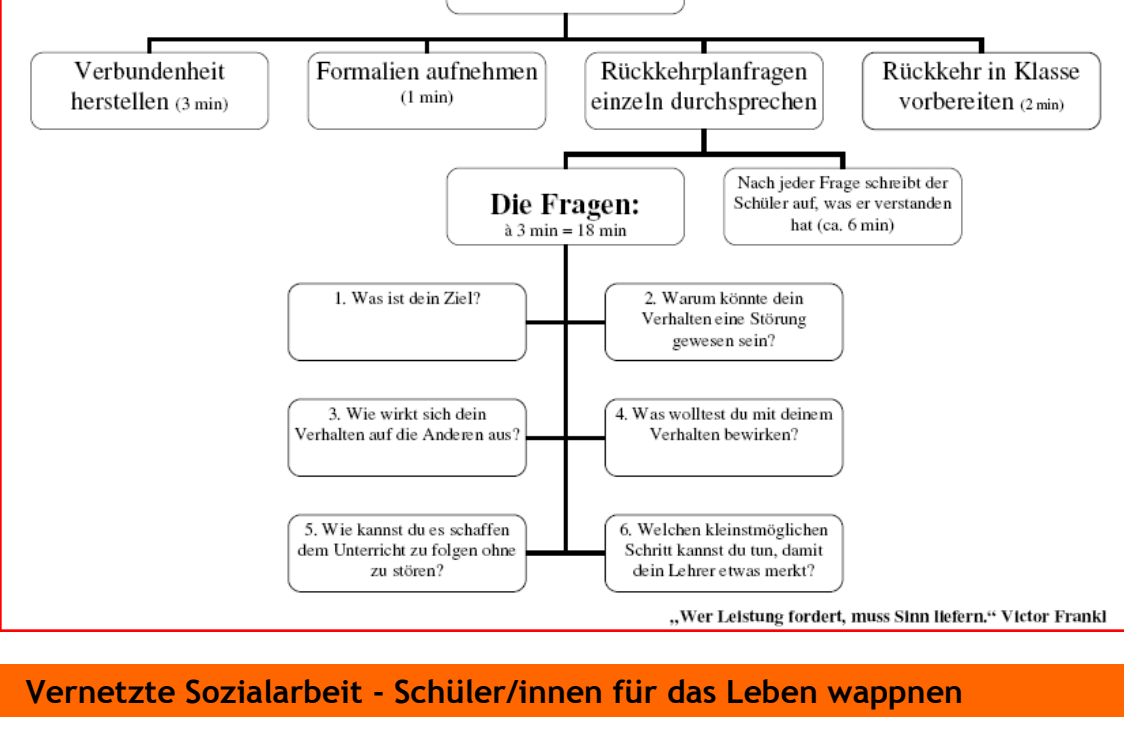 Verbundenheit
herstellen (3 min)
Formalien aufnehmen
(1 min)
Rückkehrplanfragen
einzeln durchsprechen
Rückkehr in Klasse
vorbereiten (2 min)
Die Fragen:
à 3 min = 18 min
Nach jeder Frage schreibt der
Schüler auf, was er verstanden
hat (ca. 6 min)
1. Was ist dein Ziel?
2. Warum könnte dein
Verhalten eine Störung
gewesen sein?
3. Wie wirkt sich dein
Verhalten auf die Anderen aus?
4. Was wolltest du mit deinem
Verhalten bewirken?
5. Wie kannst du es schaffen
dem Unterricht zu folgen ohne
zu stören?
6. Welchen kleinstmöglichen
Schritt kannst du tun, damit
dein Lehrer etwas merkt?
„Wer Leistung fordert, muss Sinn liefern.“ Victor Frankl
Vernetzte Sozialarbeit - Schüler/innen für das Leben wappnen